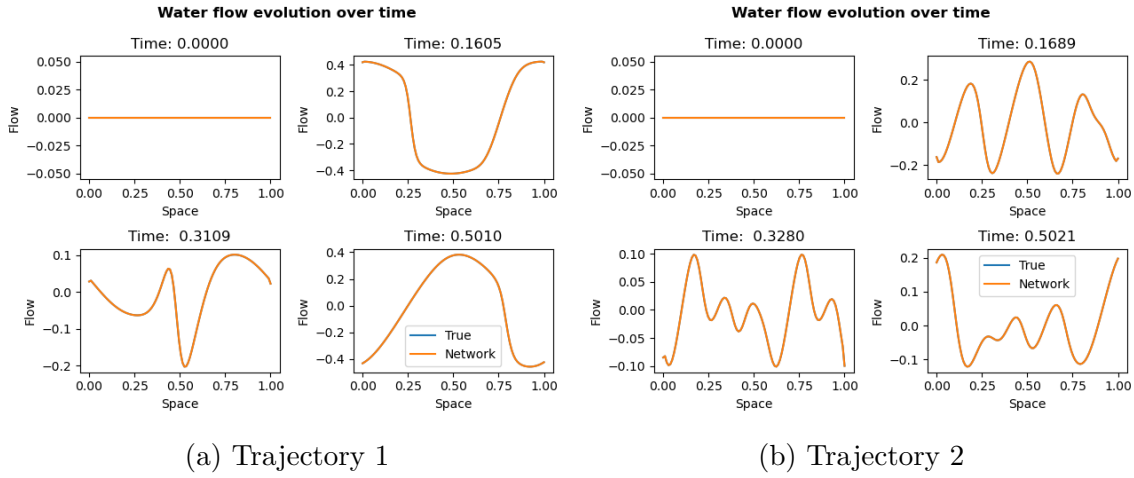 Water flow evolution over time
Time: 0.0000
0.050
0.025
0.000
−0.025
−0.050
Flow
0.00 0.25 0.50 0.75 1.00
Space
Time: 0.1605
0.4
0.2
0.0
−0.2
−0.4
Flow
0.00 0.25 0.50 0.75 1.00
Space
Time:  0.3109
0.1
0.0
−0.1
−0.2
Flow
0.00 0.25 0.50 0.75 1.00
Space
Time: 0.5010
0.4
0.2
0.0
−0.2
−0.4
Flow
True
Network
0.00 0.25 0.50 0.75 1.00
Space
(a) Trajectory 1
Water flow evolution over time
Time: 0.0000
0.050
0.025
0.000
−0.025
−0.050
Flow
0.00 0.25 0.50 0.75 1.00
Space
Time: 0.1689
0.2
0.0
−0.2
Flow
0.00 0.25 0.50 0.75 1.00
Space
Time:  0.3280
0.10
0.05
0.00
−0.05
−0.10
Flow
0.00 0.25 0.50 0.75 1.00
Space
Time: 0.5021
0.2
0.1
0.0
−0.1
Flow
True
Network
0.00 0.25 0.50 0.75 1.00
Space
(b) Trajectory 2